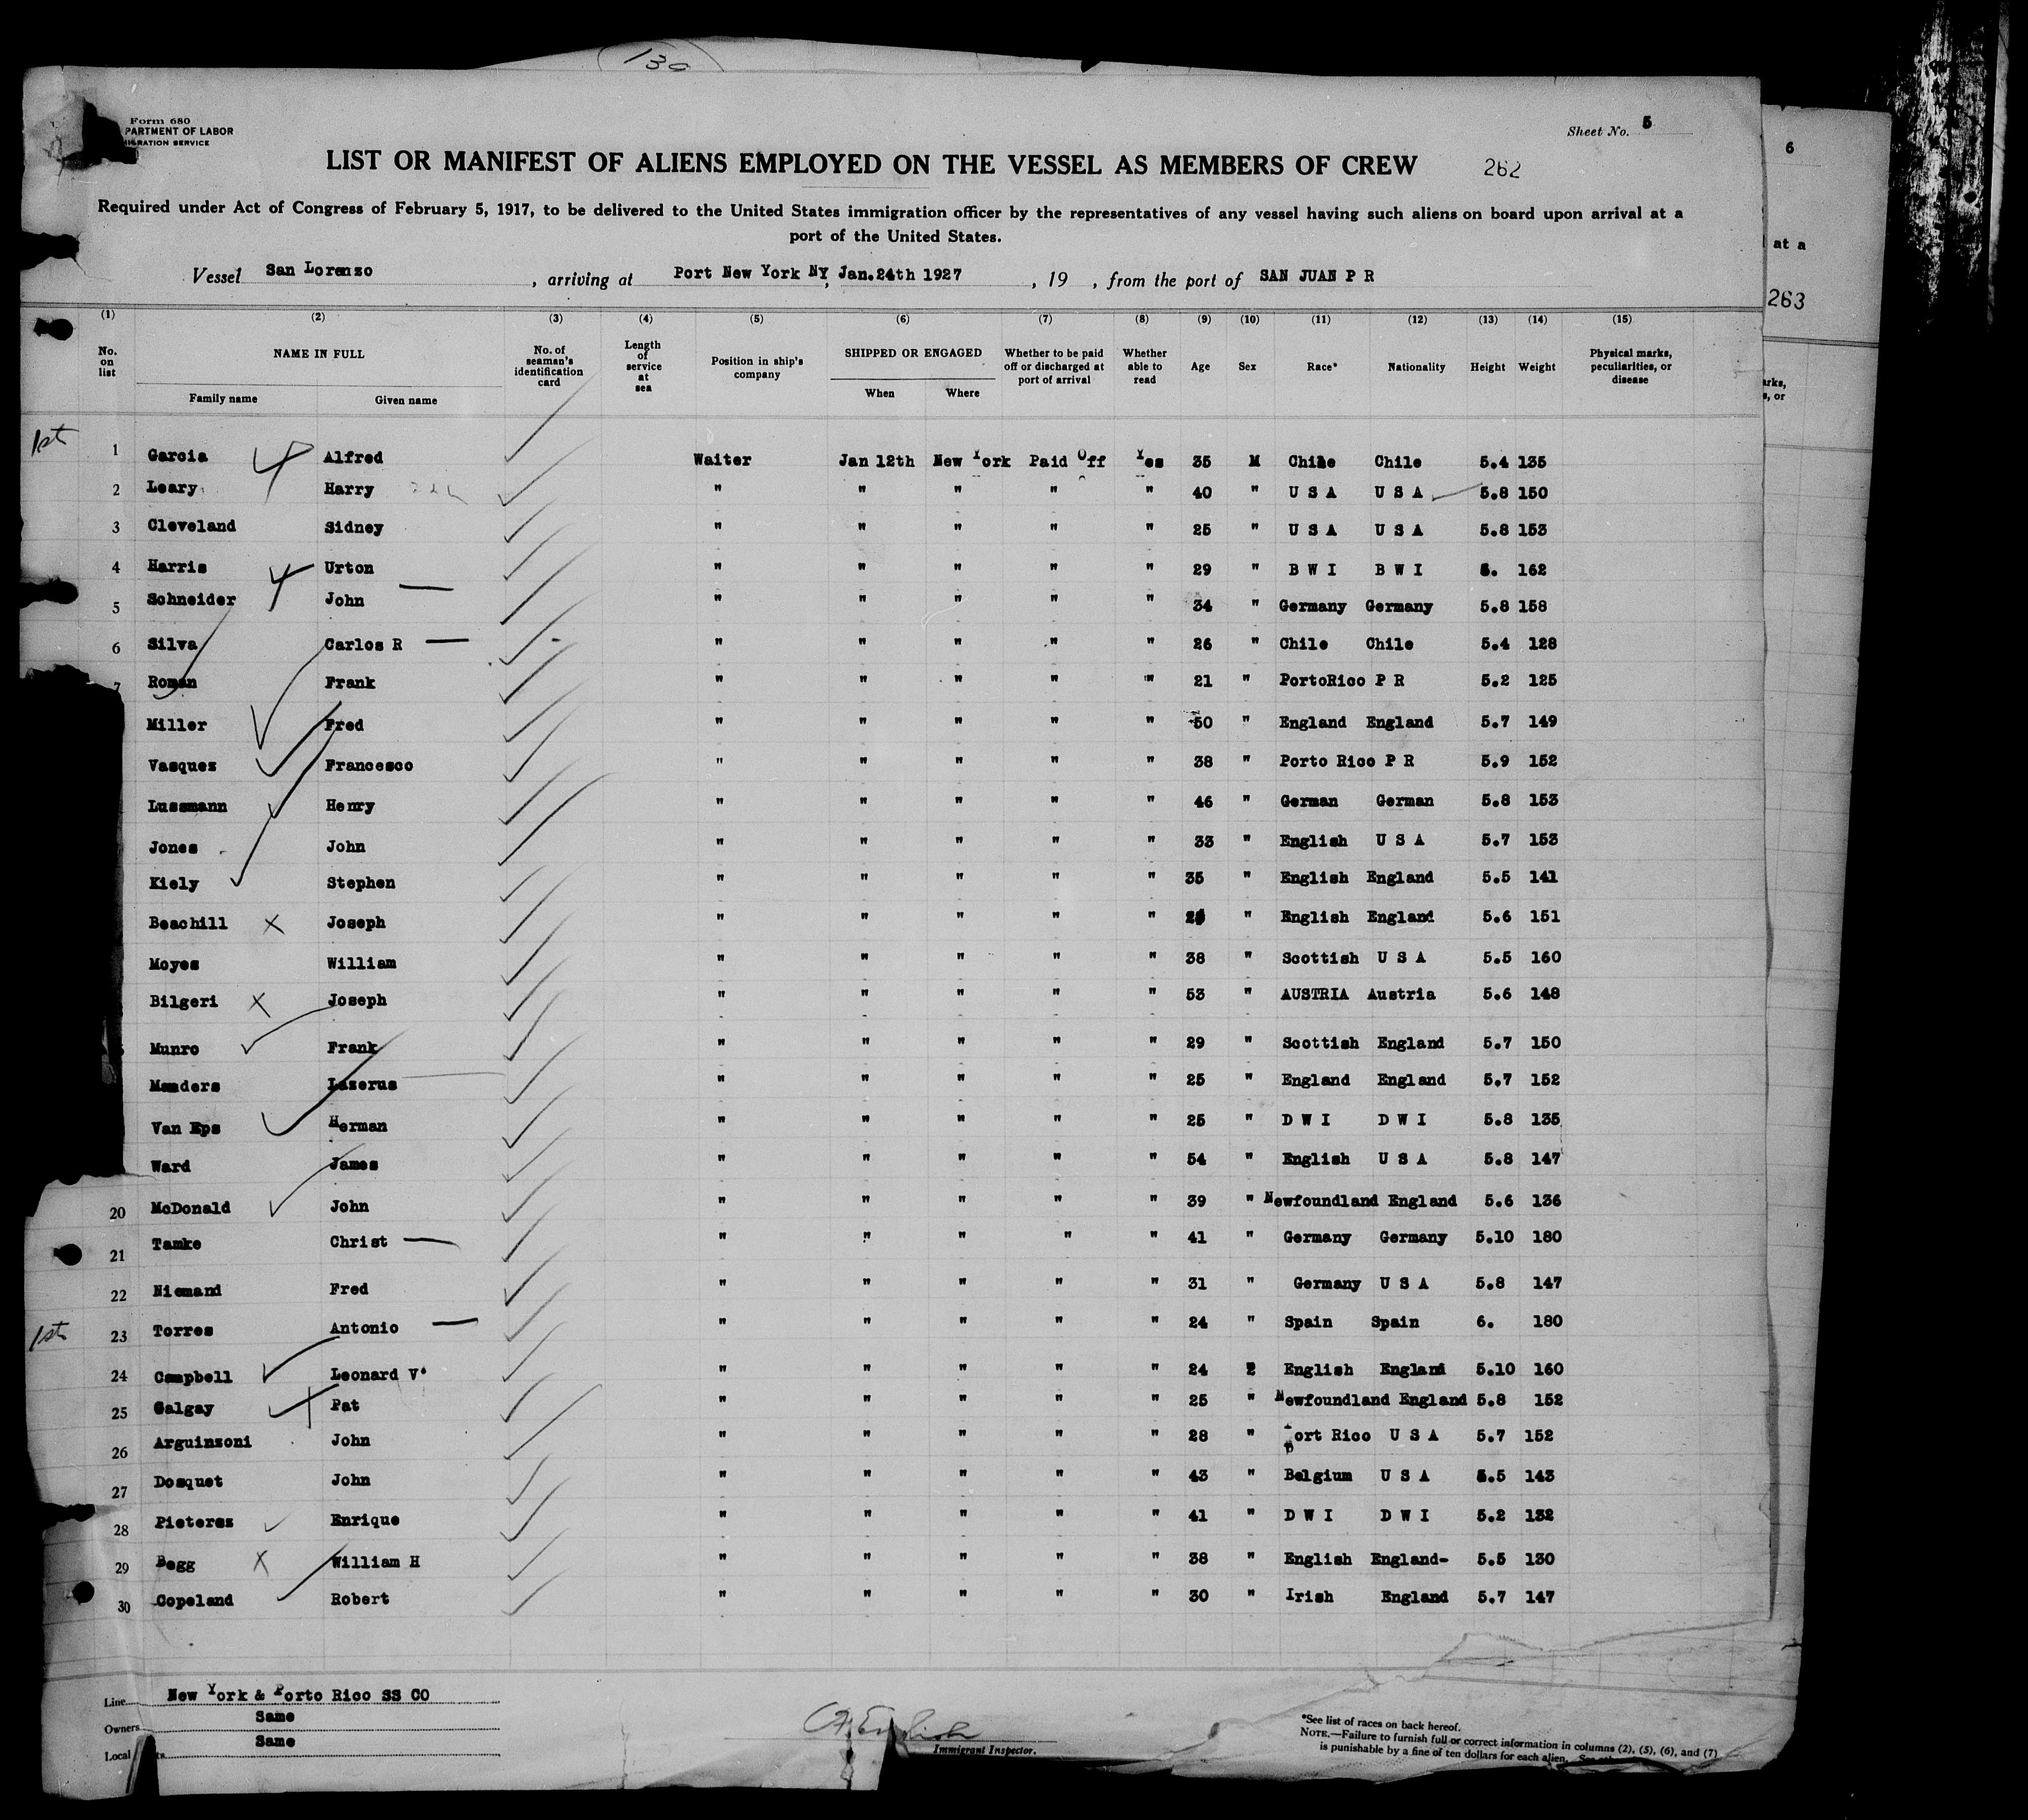 130
Form 680
PARTMENT OF LABOR
IGRATION SERVICE
Sheet No. 5
6
LIST OR MANIFEST OF ALIENS EMPLOYED ON THE VESSEL AS MEMBERS OF CREW 262
Required under Act of Congress of February 5, 1917, to be delivered to the United States immigration officer by the representatives of any vessel having such aliens on board upon arrival at a
port of the United States.
at a
Vessel San Lorenzo, arriving at Port New York NY, Jan.24th 1927, 19 , from the port of SAN JUAN P R
263
(1) (2) (3) (4) (5) (6) (7) (8) (9) (10) (11) (12) (13) (14) (15)
No. on list NAME IN FULL Family name Given name No. of seaman's identification card Length of service at sea Position in ship's company SHIPPED OR ENGAGED When Where Whether to be paid off or discharged at port of arrival Whether able to read Age Sex Race* Nationality Height Weight Physical marks, peculiarities, or disease
arks,
s, or
1st 1 Garcia Alfred Waiter Jan 12th New York Paid Off Yes 35 M Chile Chile 5.4 135
2 Leary Harry " " " " " 40 " U S A U S A 5.8 150
3 Cleveland Sidney " " " " " 25 " U S A U S A 5.8 153
4 Harris Urton " " " " " 29 " B W I B W I 5. 162
5 Schneider John " " " " " 34 " Germany Germany 5.8 158
6 Silva Carlos R " " " " " 26 " Chile Chile 5.4 128
7 Roman Frank " " " " " 21 " PortoRico P R 5.2 125
Miller Fred " " " " " 50 " England England 5.7 149
Vasquez Francesco " " " " " 38 " Porto Rico P R 5.9 152
Lussmann Henry " " " " " 46 " German German 5.8 153
Jones John " " " " " 33 " English U S A 5.7 153
Kiely Stephen " " " " " 35 " English England 5.5 141
Beachill Joseph " " " " " " English England 5.6 151
Moyes William " " " " " 38 " Scottish U S A 5.5 160
Bilgeri Joseph " " " " " 53 " AUSTRIA Austria 5.6 148
Munro Frank " " " " " 29 " Scottish England 5.7 150
Manders Lazerus " " " " " 25 " England England 5.7 152
Van Eps Herman " " " " " 25 " D W I D W I 5.8 135
Ward James " " " " " 54 " English U S A 5.8 147
20 McDonald John " " " " " 39 " Newfoundland England 5.6 136
21 Tamke Christ " " " " " 41 " Germany Germany 5.10 180
22 Niemand Fred " " " " " 31 " Germany U S A 5.8 147
1st 23 Torres Antonio " " " " " 24 " Spain Spain 6. 180
24 Campbell Leonard V. " " " " " 24 2 English England 5.10 160
25 Galgay Pat " " " " " 25 " Newfoundland England 5.8 152
26 Arguinzoni John " " " " " 28 " Port Rico U S A 5.7 152
27 Dosquet John " " " " " 43 " Belgium U S A 5.5 143
28 Pietersz Enrique " " " " " 41 " D W I D W I 5.2 132
29 Begg William H " " " " " 38 " English England- 5.5 130
30 Copeland Robert " " " " " 30 " Irish England 5.7 147
Line New York & Porto Rico SS CO
Owners Same
Local Same
English
Immigrant Inspector.
*See list of races on back hereof.
NOTE.—Failure to furnish full or correct information in columns (2), (5), (6), and (7)
is punishable by a fine of ten dollars for each alien.